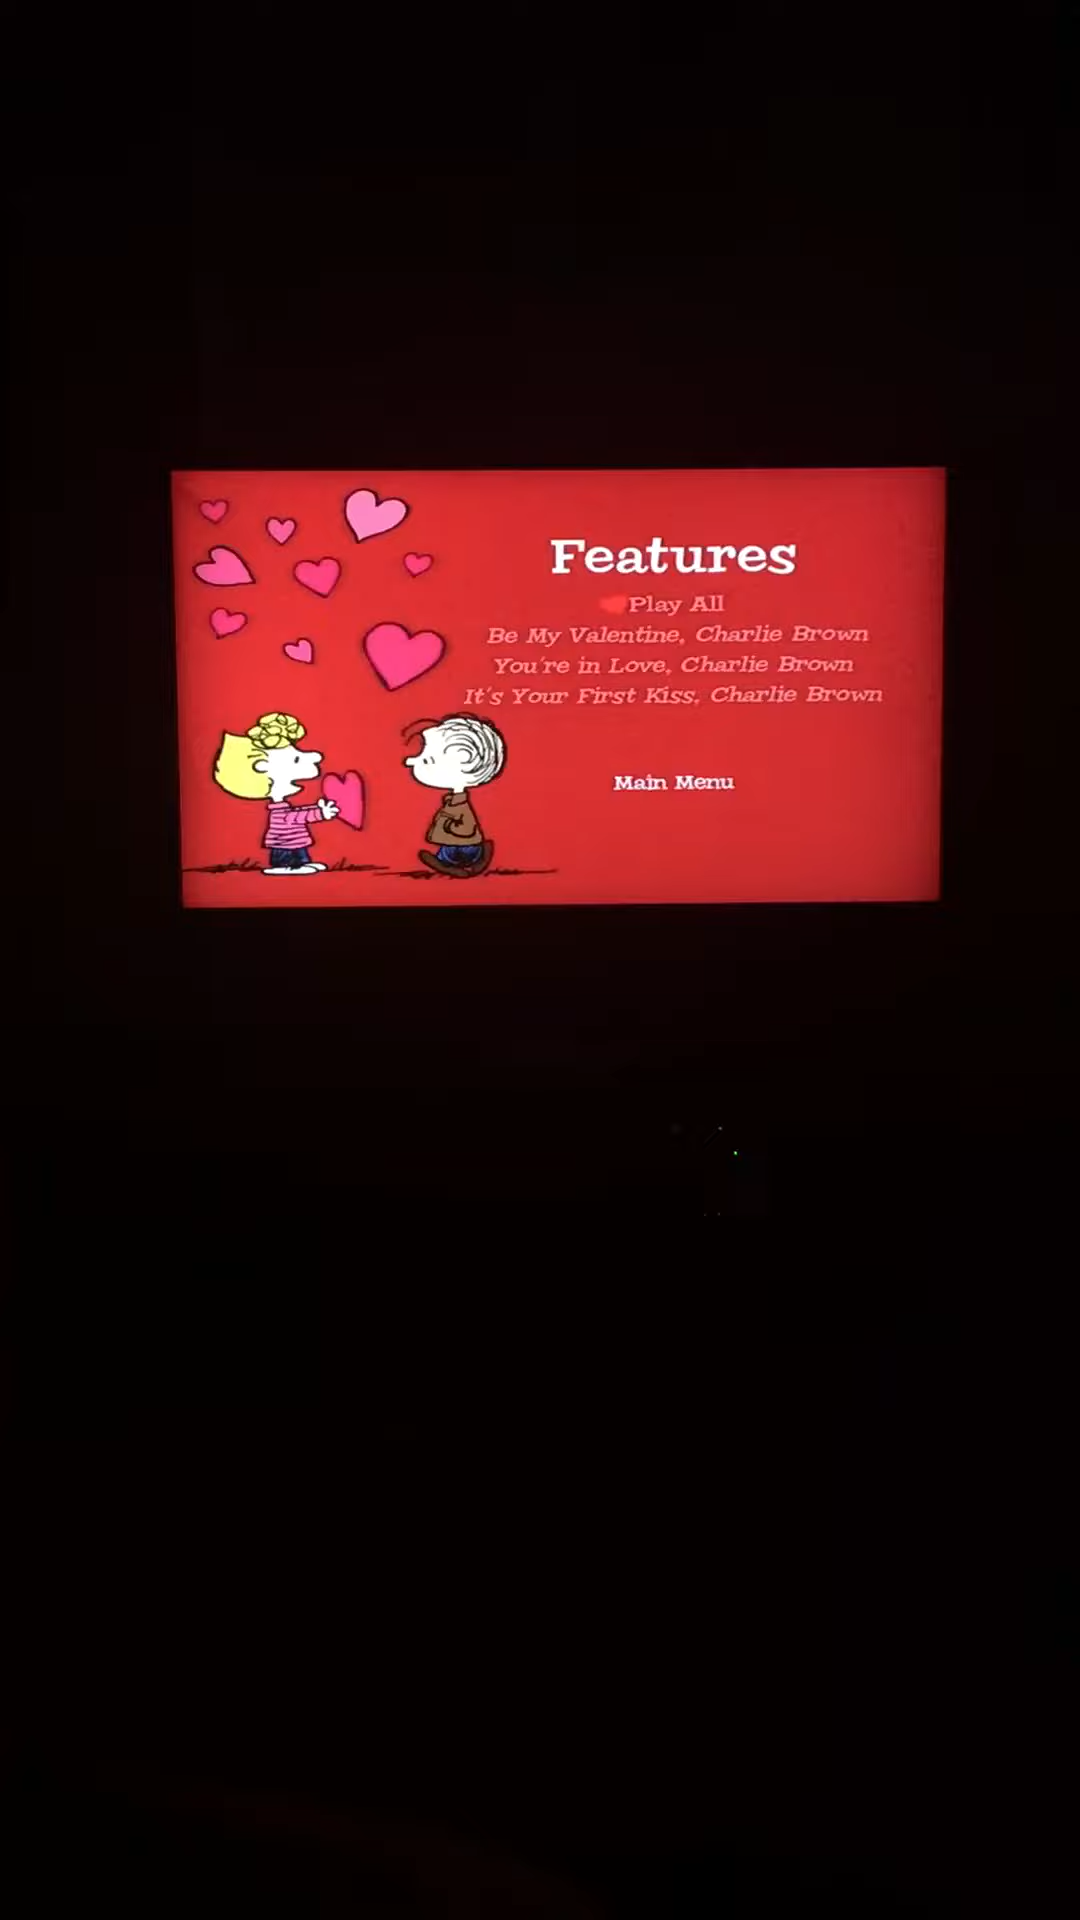 Features
Play All
Be My Valentine, Charlie Brown
You're in Love, Charlie Brown
It's Your First Kiss, Charlie Brown
Main Menu